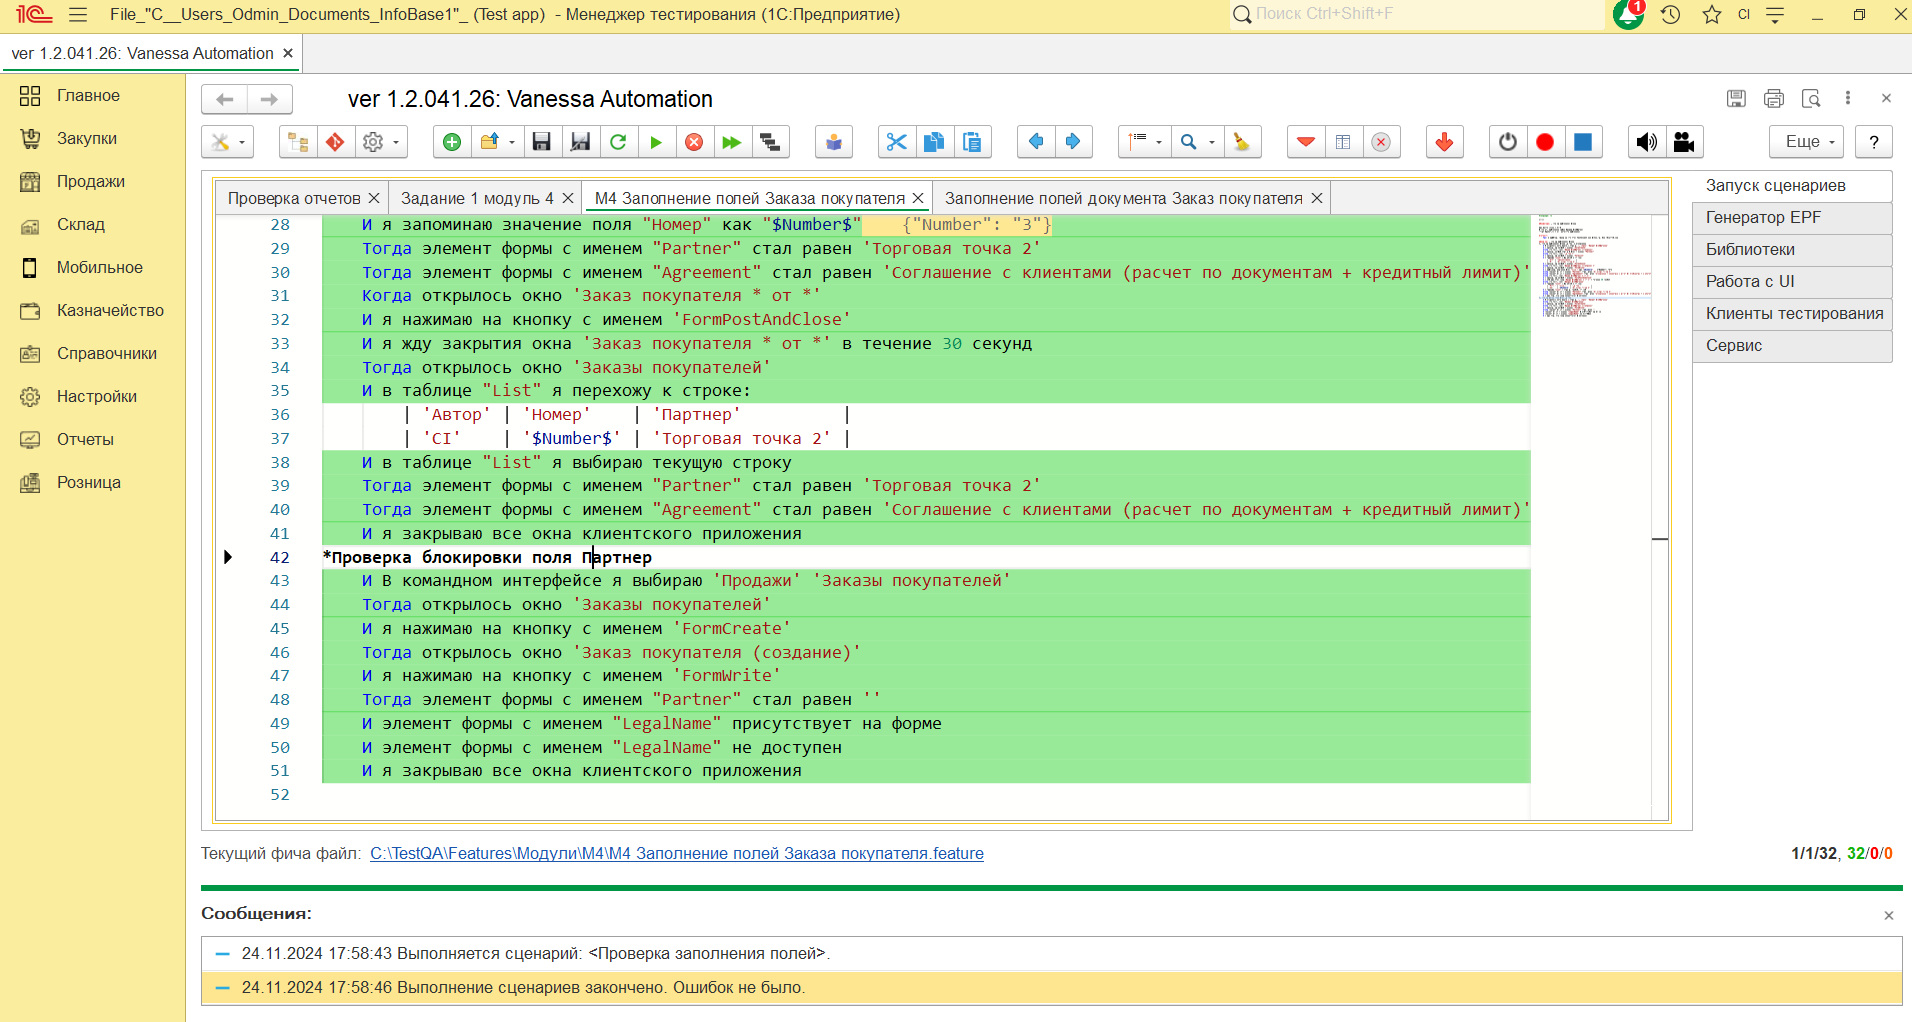 File_"C__Users_Odmin_Documents_InfoBase1"_ (Test app) - Менеджер тестирования (1С:Предприятие)
Поиск Ctrl+Shift+F
1
CI
ver 1.2.041.26: Vanessa Automation
Главное
Закупки
Продажи
Склад
Мобильное
Казначейство
Справочники
Настройки
Отчеты
Розница
ver 1.2.041.26: Vanessa Automation
Еще
?
Проверка отчетов
Задание 1 модуль 4
М4 Заполнение полей Заказа покупателя
Заполнение полей документа Заказ покупателя
28 И я запоминаю значение поля "Номер" как "$Number$" {"Number": "3"}
29 Тогда элемент формы с именем "Partner" стал равен 'Торговая точка 2'
30 Тогда элемент формы с именем "Agreement" стал равен 'Соглашение с клиентами (расчет по документам + кредитный лимит)'
31 Когда открылось окно 'Заказ покупателя * от *'
32 И я нажимаю на кнопку с именем 'FormPostAndClose'
33 И я жду закрытия окна 'Заказ покупателя * от *' в течение 30 секунд
34 Тогда открылось окно 'Заказы покупателей'
35 И в таблице "List" я перехожу к строке:
36 | 'Автор' | 'Номер' | 'Партнер' |
37 | 'CI' | '$Number$' | 'Торговая точка 2' |
38 И в таблице "List" я выбираю текущую строку
39 Тогда элемент формы с именем "Partner" стал равен 'Торговая точка 2'
40 Тогда элемент формы с именем "Agreement" стал равен 'Соглашение с клиентами (расчет по документам + кредитный лимит)'
41 И я закрываю все окна клиентского приложения
42 *Проверка блокировки поля Партнер
43 И В командном интерфейсе я выбираю 'Продажи' 'Заказы покупателей'
44 Тогда открылось окно 'Заказы покупателей'
45 И я нажимаю на кнопку с именем 'FormCreate'
46 Тогда открылось окно 'Заказ покупателя (создание)'
47 И я нажимаю на кнопку с именем 'FormWrite'
48 Тогда элемент формы с именем "Partner" стал равен ''
49 И элемент формы с именем "LegalName" присутствует на форме
50 И элемент формы с именем "LegalName" не доступен
51 И я закрываю все окна клиентского приложения
52
Запуск сценариев
Генератор EPF
Библиотеки
Работа с UI
Клиенты тестирования
Сервис
Текущий фича файл: C:\TestQA\Features\Модули\М4\М4 Заполнение полей Заказа покупателя.feature
1/1/32, 32/0/0
Сообщения:
24.11.2024 17:58:43 Выполняется сценарий: <Проверка заполнения полей>.
24.11.2024 17:58:46 Выполнение сценариев закончено. Ошибок не было.